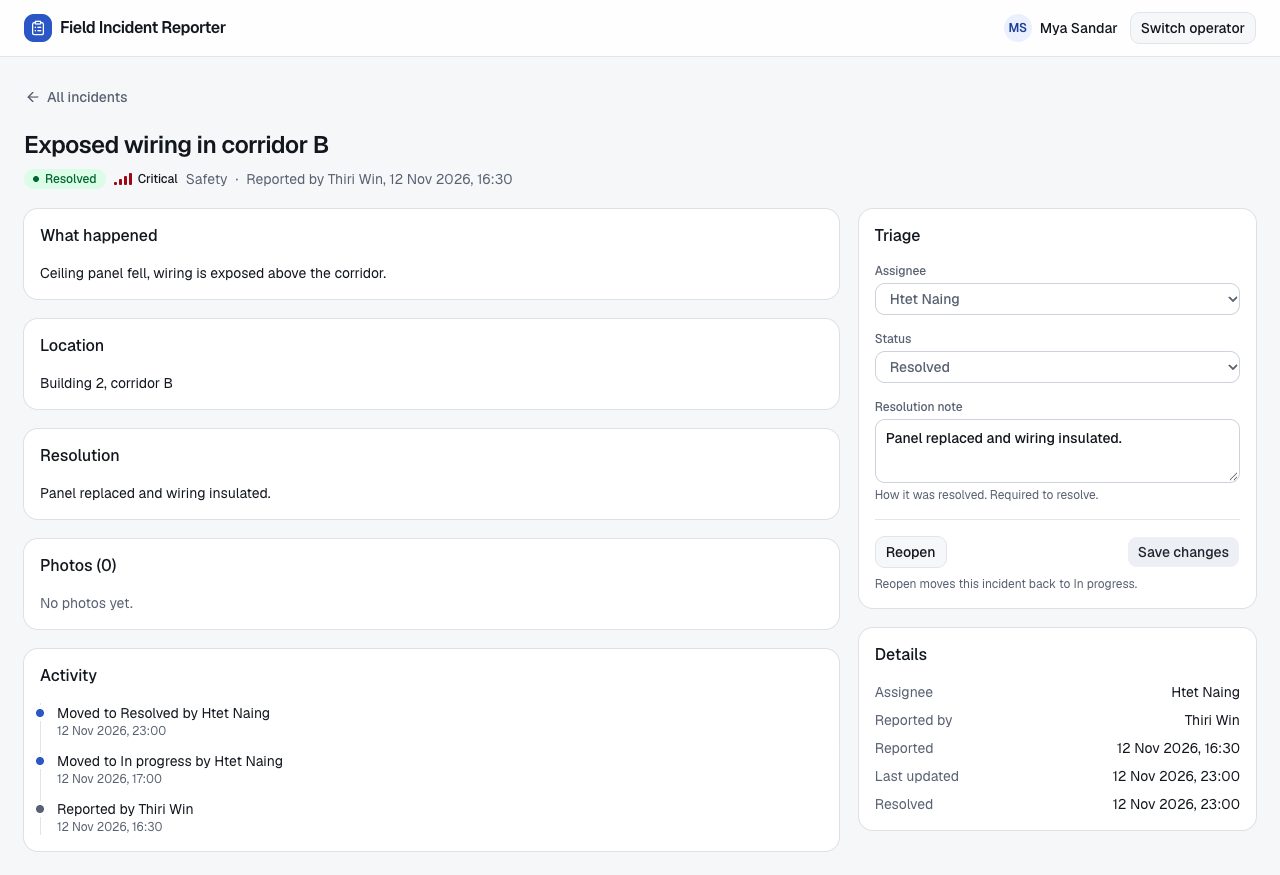 Field Incident Reporter
MS Mya Sandar Switch operator
All incidents
Exposed wiring in corridor B
Resolved Critical Safety · Reported by Thiri Win, 12 Nov 2026, 16:30
What happened
Ceiling panel fell, wiring is exposed above the corridor.
Location
Building 2, corridor B
Resolution
Panel replaced and wiring insulated.
Photos (0)
No photos yet.
Activity
Moved to Resolved by Htet Naing
12 Nov 2026, 23:00
Moved to In progress by Htet Naing
12 Nov 2026, 17:00
Reported by Thiri Win
12 Nov 2026, 16:30
Triage
Assignee
Htet Naing
Status
Resolved
Resolution note
Panel replaced and wiring insulated.
How it was resolved. Required to resolve.
Reopen Save changes
Reopen moves this incident back to In progress.
Details
Assignee Htet Naing
Reported by Thiri Win
Reported 12 Nov 2026, 16:30
Last updated 12 Nov 2026, 23:00
Resolved 12 Nov 2026, 23:00